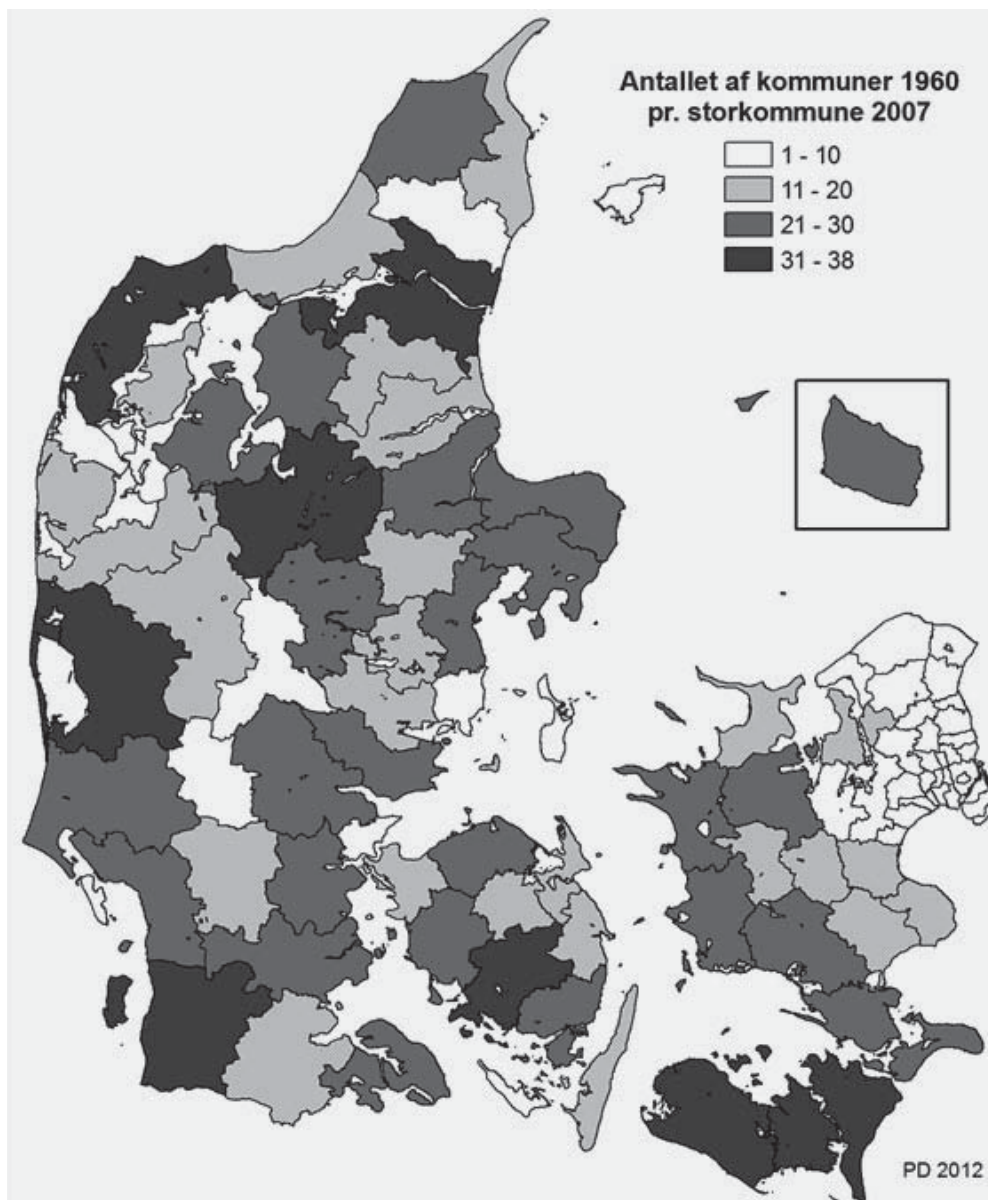 Antallet af kommuner 1960
pr. storkommune 2007
1 - 10
11 - 20
21 - 30
31 - 38
PD 2012